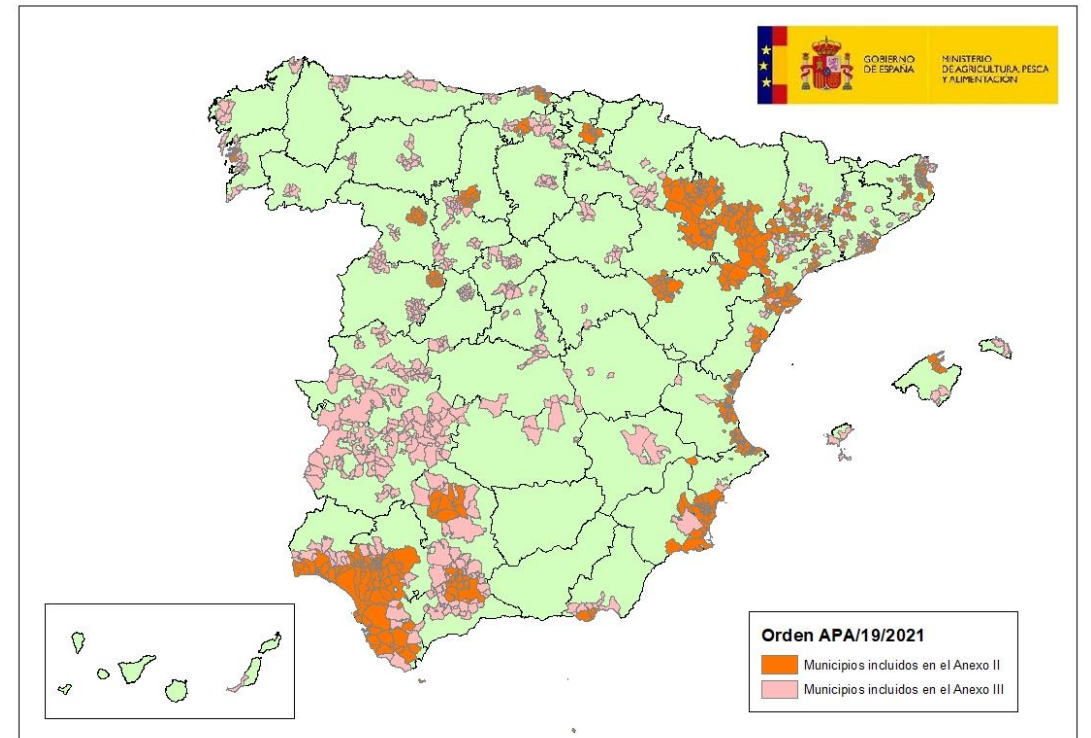 GOBIERNO
DE ESPAÑA
MINISTERIO
DE AGRICULTURA, PESCA
Y ALIMENTACIÓN
Orden APA/19/2021
Municipios incluidos en el Anexo II
Municipios incluidos en el Anexo III